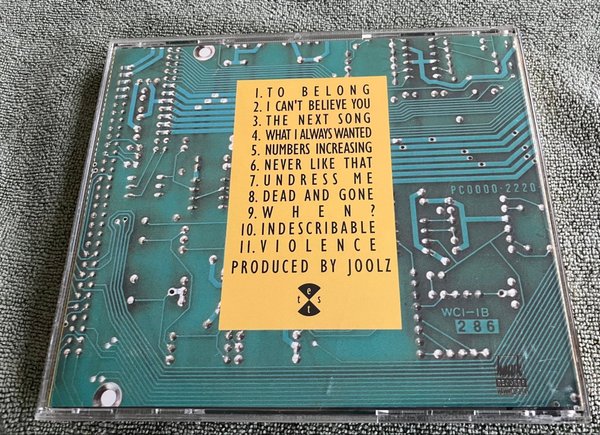 1. TO BELONG
2. I CAN'T BELIEVE YOU
3. THE NEXT SONG
4. WHAT I ALWAYS WANTED
5. NUMBERS INCREASING
6. NEVER LIKE THAT
7. UNDRESS ME
8. DEAD AND GONE
9. WHEN?
10. INDESCRIBABLE
11. VIOLENCE
PRODUCED BY JOOLZ
test
PC0000-2220
WCI-IB
286
RECORDS